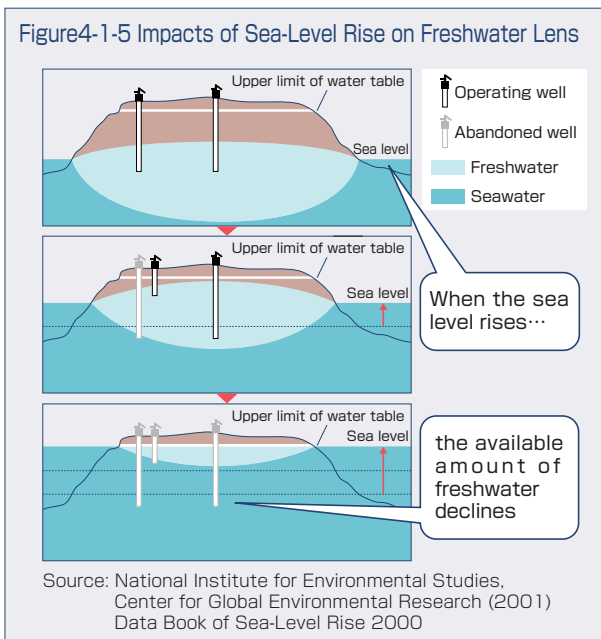 Figure4-1-5 Impacts of Sea-Level Rise on Freshwater Lens
Upper limit of water table
Sea level
Operating well
Abandoned well
Freshwater
Seawater
Upper limit of water table
Sea level
When the sea
level rises…
Upper limit of water table
Sea level
the available
amount of
freshwater
declines
Source: National Institute for Environmental Studies,
Center for Global Environmental Research (2001)
Data Book of Sea-Level Rise 2000